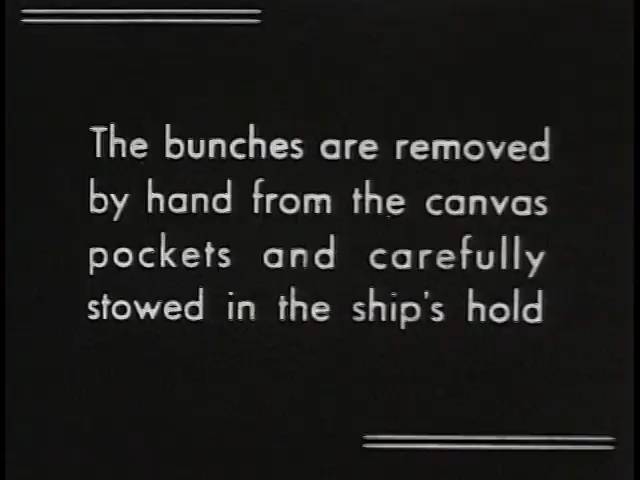 The bunches are removed
by hand from the canvas
pockets and carefully
stowed in the ship's hold